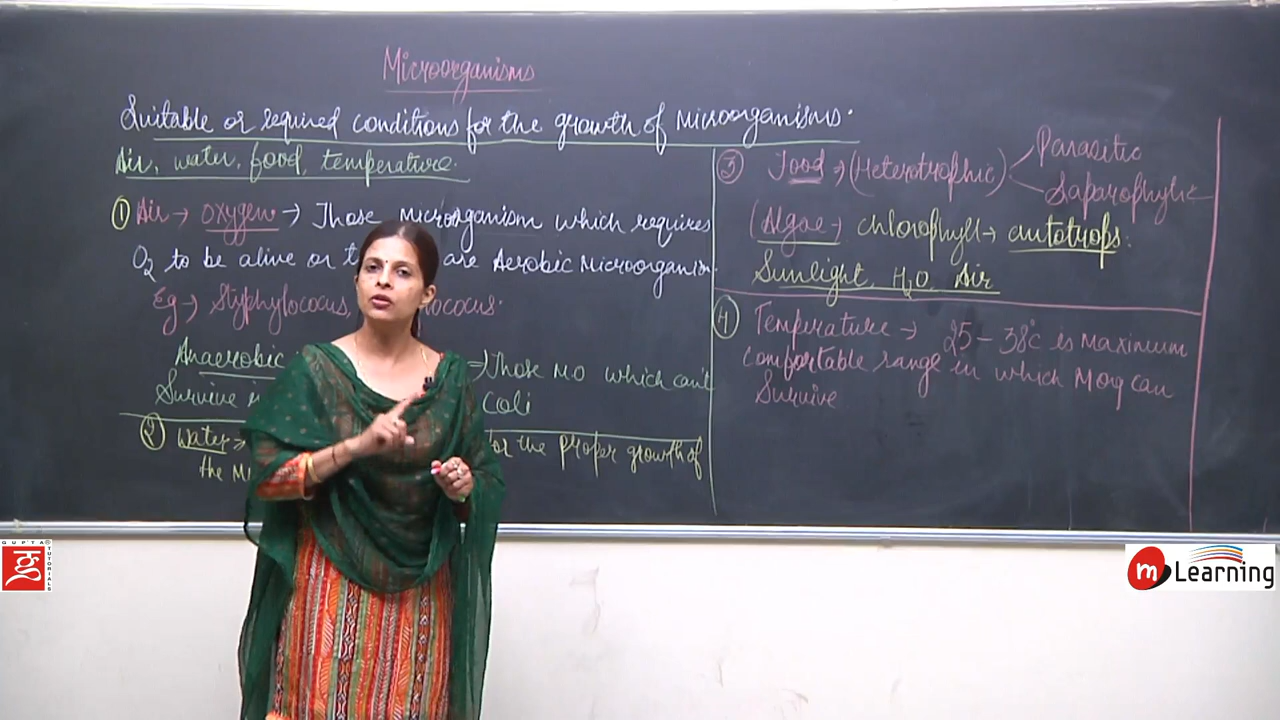 Microorganisms
Suitable or required conditions for the growth of Microorganisms.
Air, water, food, temperature.
① Air → oxygen → Those microorganism which requires
O2 to be alive or are Aerobic Microorganism.
Eg → Styphylococus, ococus.
Anaerobic → Those MO which can't
Survive Coli
② Water → for the proper growth of
the
③ Food → (Heterotrophic) Parasitic
Saparophytic
(Algae → chlorophyll → autotrops.
Sunlight, H2O, Air
④ Temperature → 25 - 38°C is maximum
comfortable range in which Morg can
Survive
GUPTA TUTORIALS
m Learning